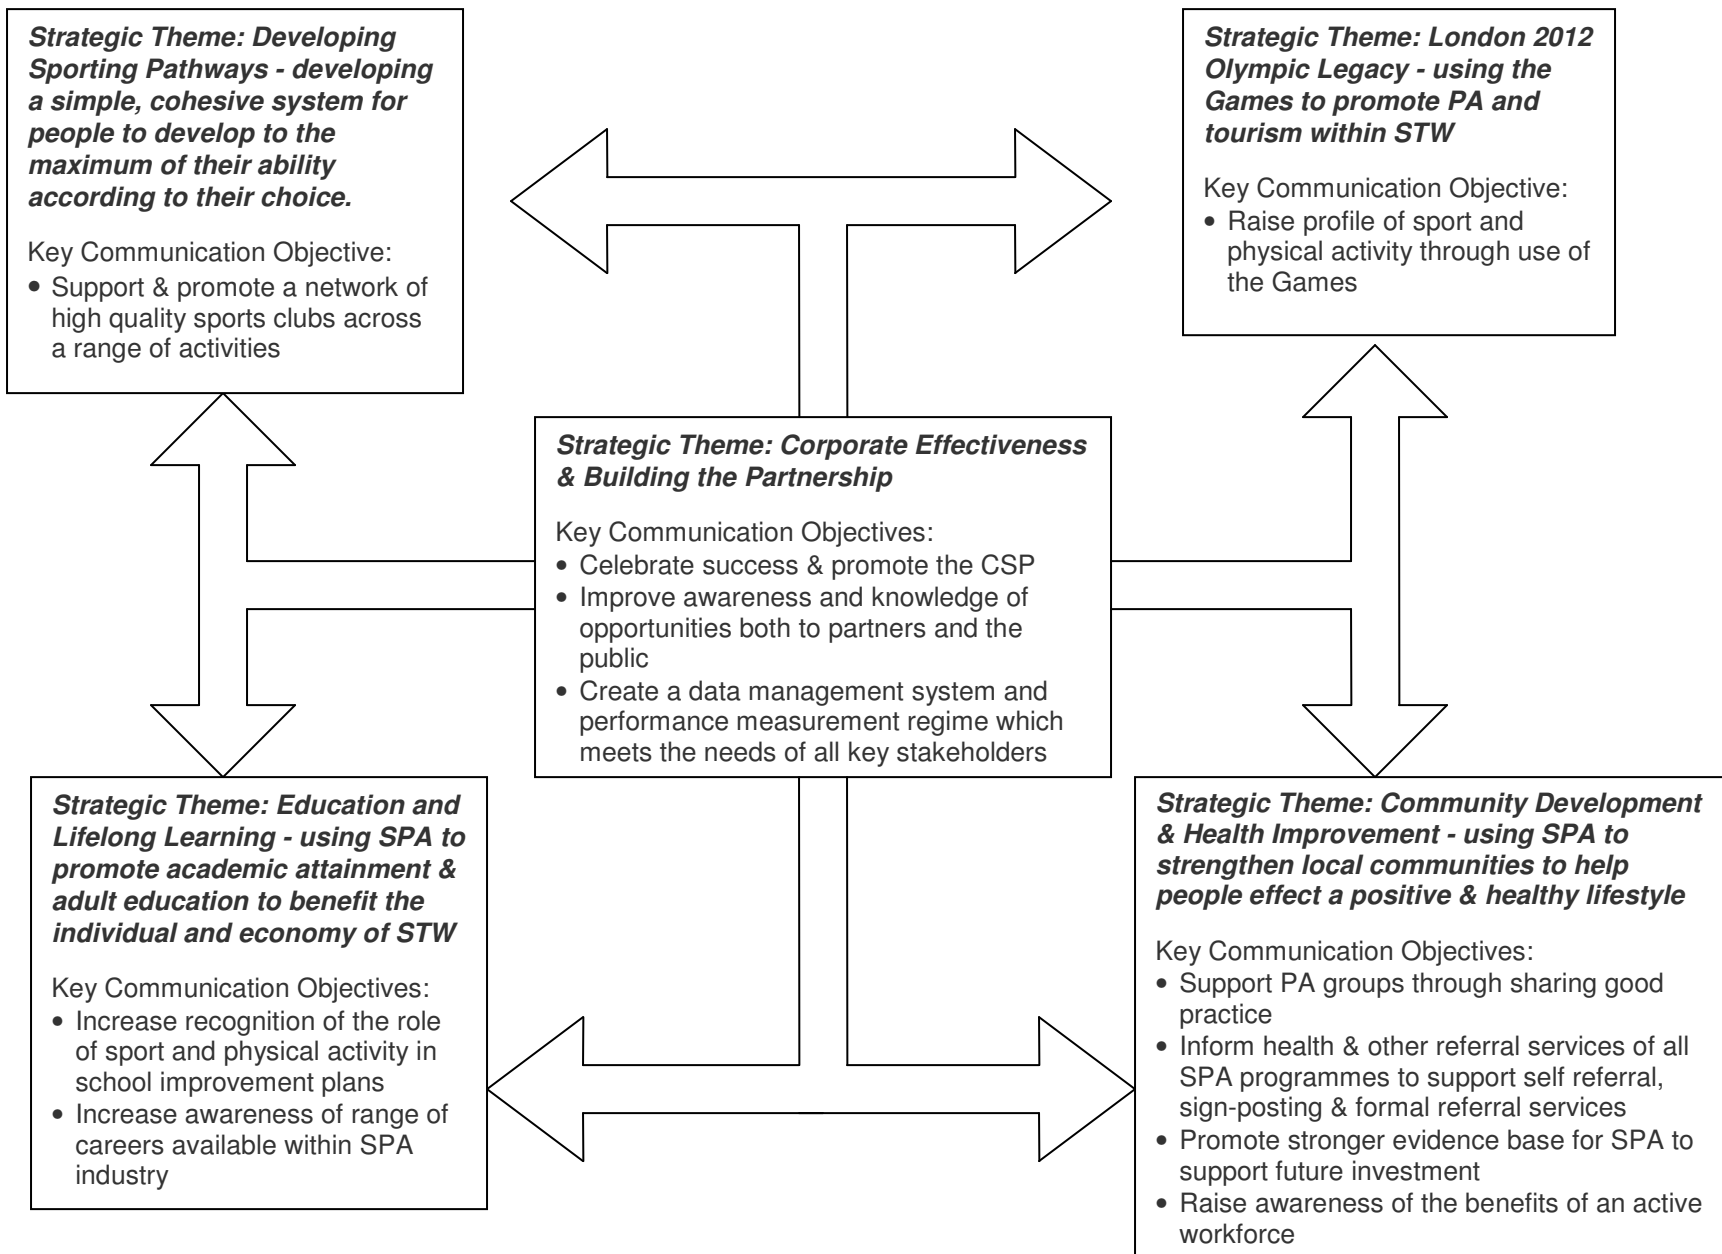 Strategic Theme: Developing
Sporting Pathways - developing
a simple, cohesive system for
people to develop to the
maximum of their ability
according to their choice.
Key Communication Objective:
• Support & promote a network of
high quality sports clubs across
a range of activities
Strategic Theme: London 2012
Olympic Legacy - using the
Games to promote PA and
tourism within STW
Key Communication Objective:
• Raise profile of sport and
physical activity through use of
the Games
Strategic Theme: Corporate Effectiveness
& Building the Partnership
Key Communication Objectives:
• Celebrate success & promote the CSP
• Improve awareness and knowledge of
opportunities both to partners and the
public
• Create a data management system and
performance measurement regime which
meets the needs of all key stakeholders
Strategic Theme: Education and
Lifelong Learning - using SPA to
promote academic attainment &
adult education to benefit the
individual and economy of STW
Key Communication Objectives:
• Increase recognition of the role
of sport and physical activity in
school improvement plans
• Increase awareness of range of
careers available within SPA
industry
Strategic Theme: Community Development
& Health Improvement - using SPA to
strengthen local communities to help
people effect a positive & healthy lifestyle
Key Communication Objectives:
• Support PA groups through sharing good
practice
• Inform health & other referral services of all
SPA programmes to support self referral,
sign-posting & formal referral services
• Promote stronger evidence base for SPA to
support future investment
• Raise awareness of the benefits of an active
workforce